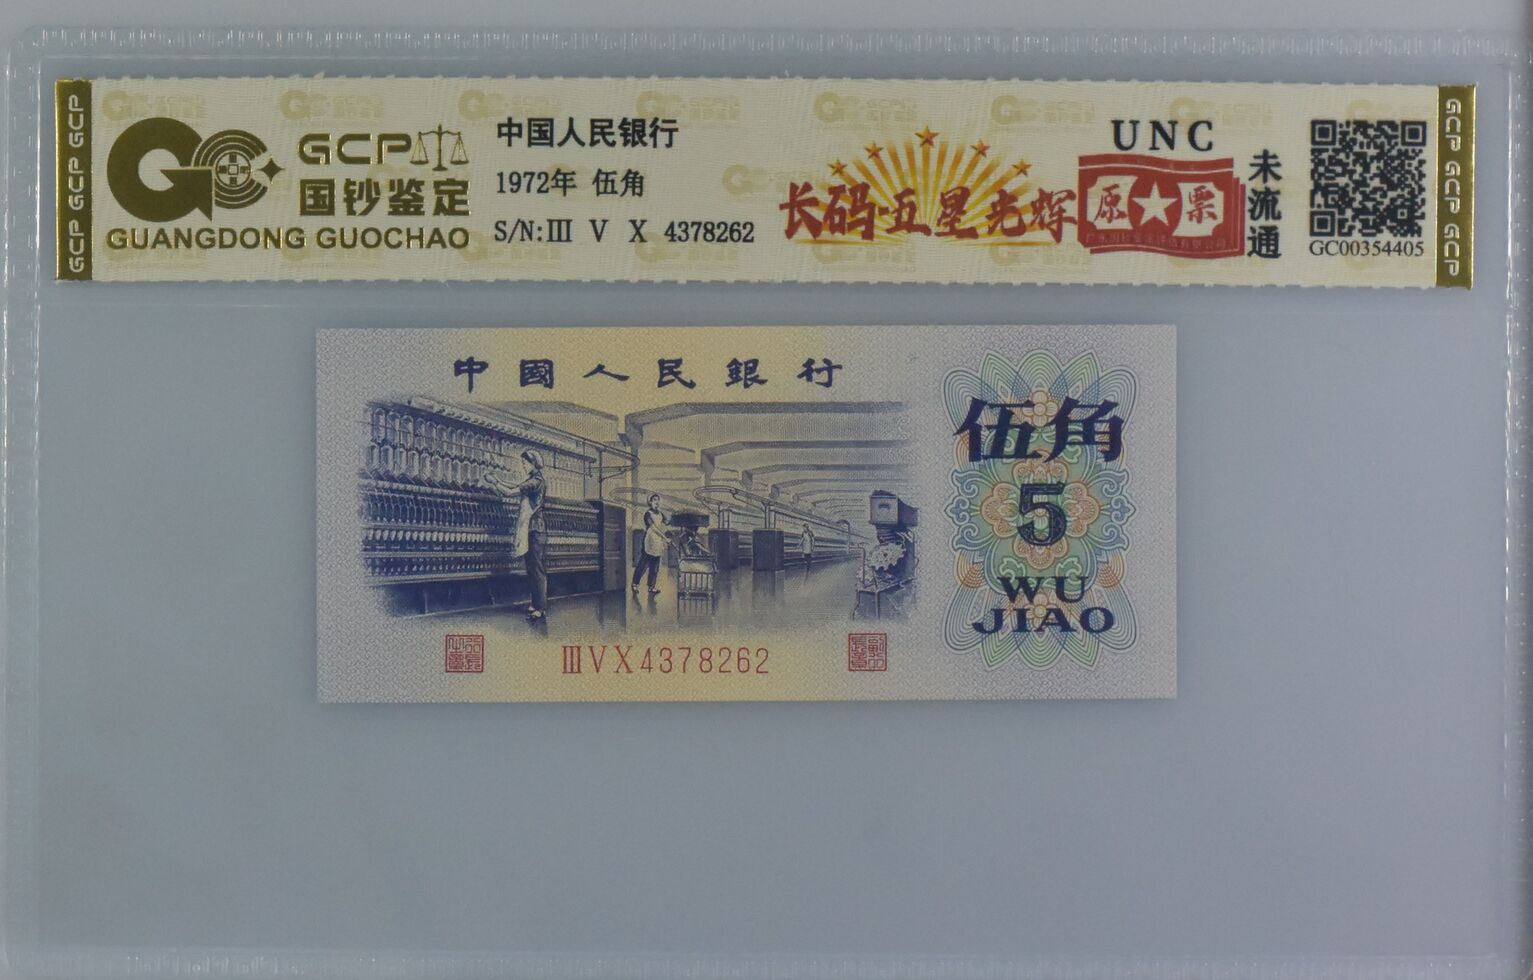 GCP GCP GCP
GCP
国钞鉴定
GUANGDONG GUOCHAO
中国人民银行
1972年 伍角
S/N:Ⅲ V X 4378262
长码·五星光辉
UNC
原★票
未流通
GC00354405
GCP GCP GCP
中國人民銀行
伍角
5
WU
JIAO
ⅢVX4378262